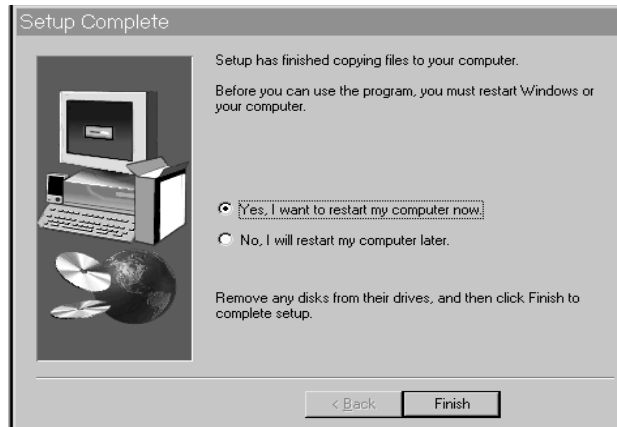 Setup Complete
Setup has finished copying files to your computer.
Before you can use the program, you must restart Windows or
your computer.
Yes, I want to restart my computer now.
No, I will restart my computer later.
Remove any disks from their drives, and then click Finish to
complete setup.
< Back
Finish